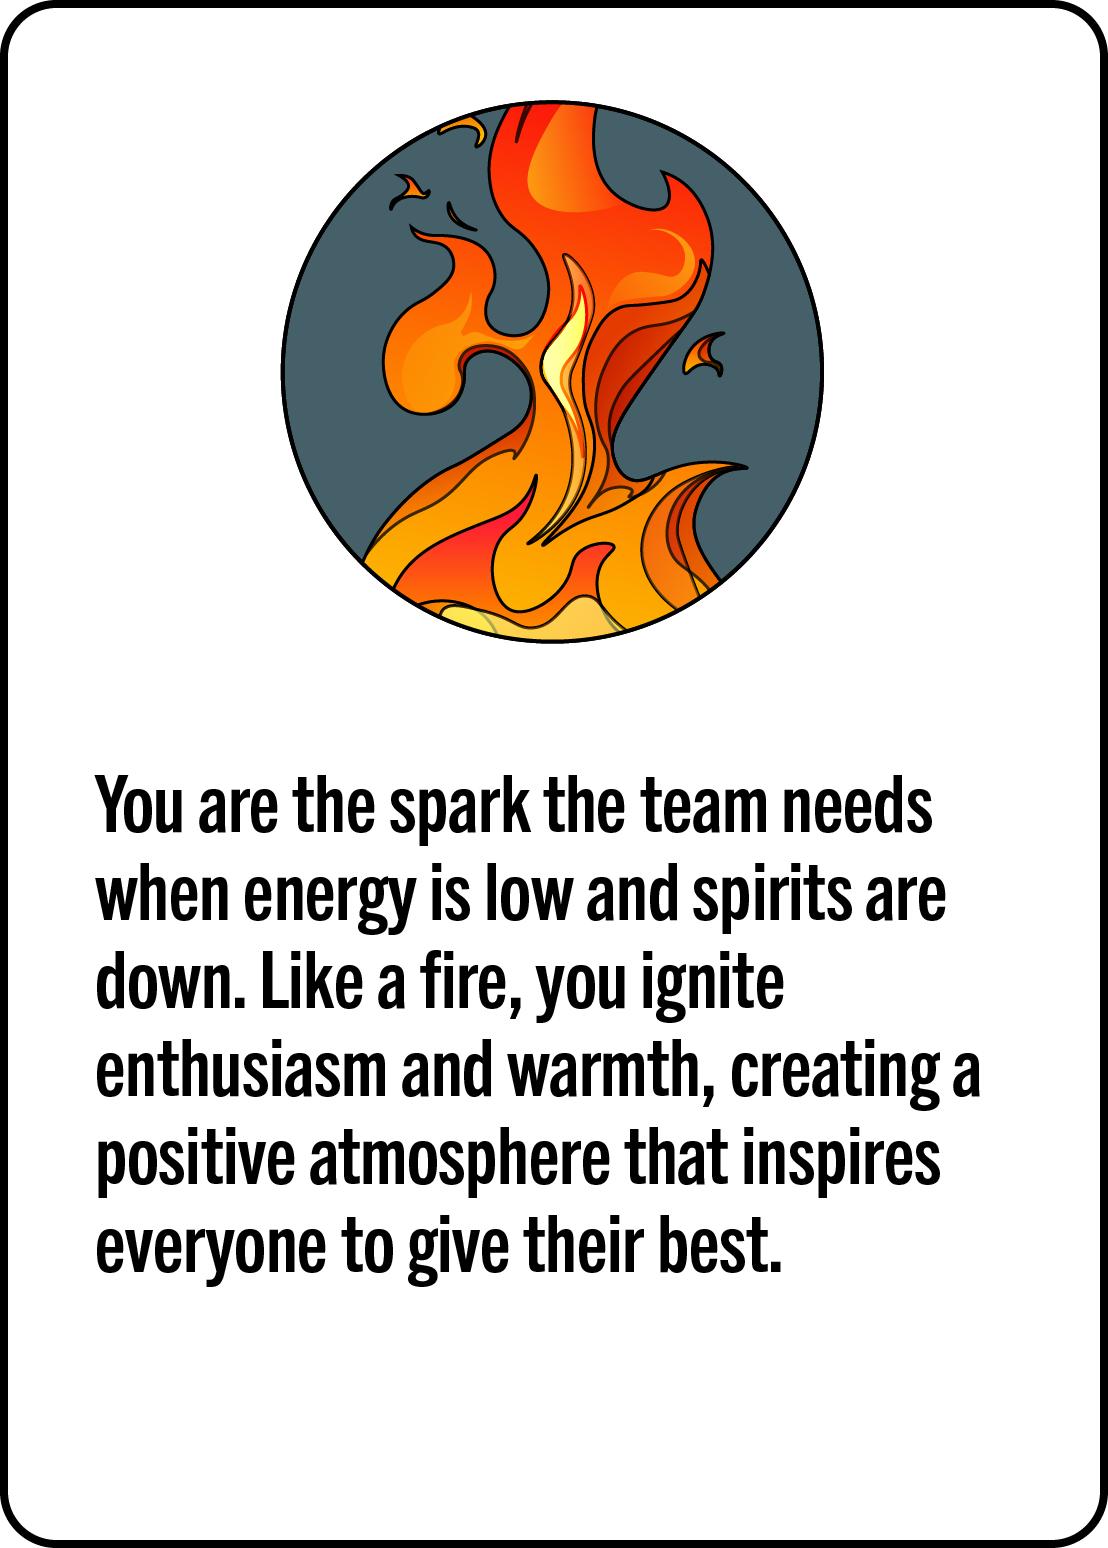 You are the spark the team needs
when energy is low and spirits are
down. Like a fire, you ignite
enthusiasm and warmth, creating a
positive atmosphere that inspires
everyone to give their best.